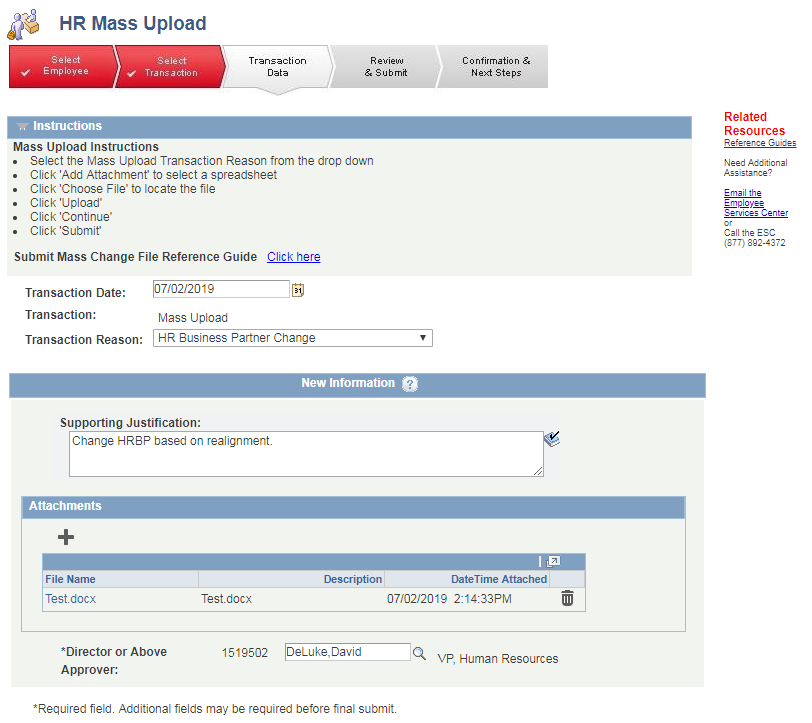 HR Mass Upload
Select
Employee
Select
Transaction
Transaction
Data
Review
& Submit
Confirmation &
Next Steps
Instructions
Mass Upload Instructions
• Select the Mass Upload Transaction Reason from the drop down
• Click 'Add Attachment' to select a spreadsheet
• Click 'Choose File' to locate the file
• Click 'Upload'
• Click 'Continue'
• Click 'Submit'
Submit Mass Change File Reference Guide Click here
Related
Resources
Reference Guides
Need Additional
Assistance?
Email the
Employee
Services Center
or
Call the ESC
(877) 892-4372
Transaction Date: 07/02/2019 31
Transaction: Mass Upload
Transaction Reason: HR Business Partner Change
New Information ?
Supporting Justification:
Change HRBP based on realignment.
Attachments
File Name Description DateTime Attached
Test.docx Test.docx 07/02/2019 2:14:33PM
*Director or Above
Approver:
1519502 DeLuke,David VP, Human Resources
*Required field. Additional fields may be required before final submit.